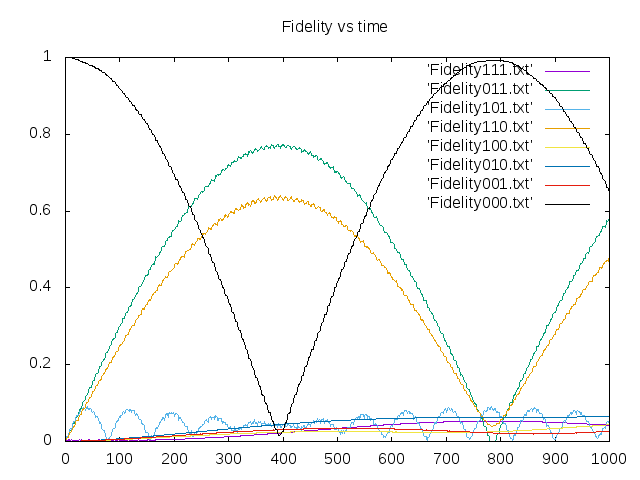 Fidelity vs time
1
0.8
0.6
0.4
0.2
0
0 100 200 300 400 500 600 700 800 900 1000
'Fidelity111.txt'
'Fidelity011.txt'
'Fidelity101.txt'
'Fidelity110.txt'
'Fidelity100.txt'
'Fidelity010.txt'
'Fidelity001.txt'
'Fidelity000.txt'